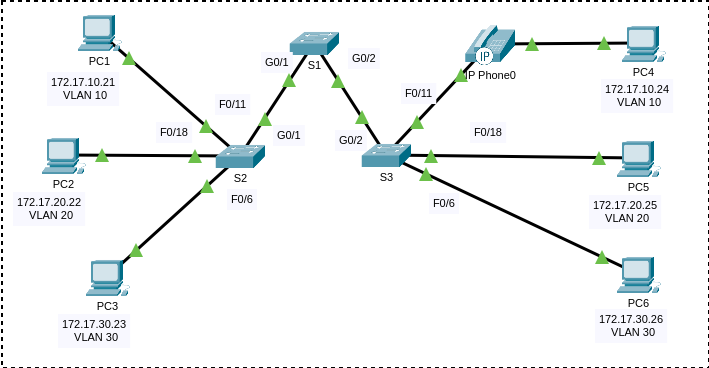 PC1
172.17.10.21
VLAN 10
G0/1
S1
G0/2
IP
IP Phone0
PC4
172.17.10.24
VLAN 10
F0/11
F0/11
F0/18
G0/1
G0/2
F0/18
PC2
172.17.20.22
VLAN 20
S2
S3
PC5
172.17.20.25
VLAN 20
F0/6
F0/6
PC3
172.17.30.23
VLAN 30
PC6
172.17.30.26
VLAN 30